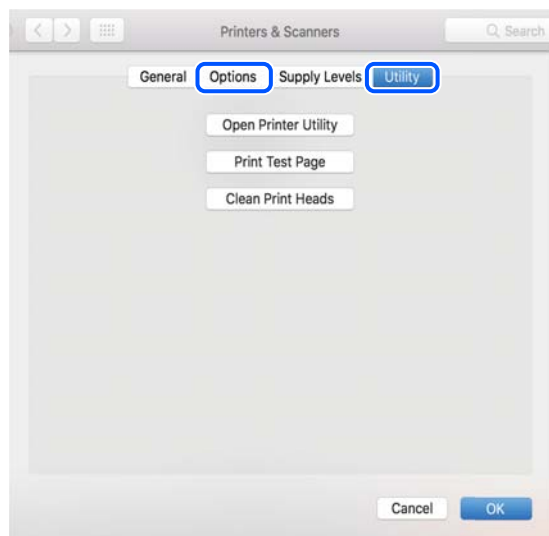 Printers & Scanners Search
General Options Supply Levels Utility
Open Printer Utility
Print Test Page
Clean Print Heads
Cancel OK